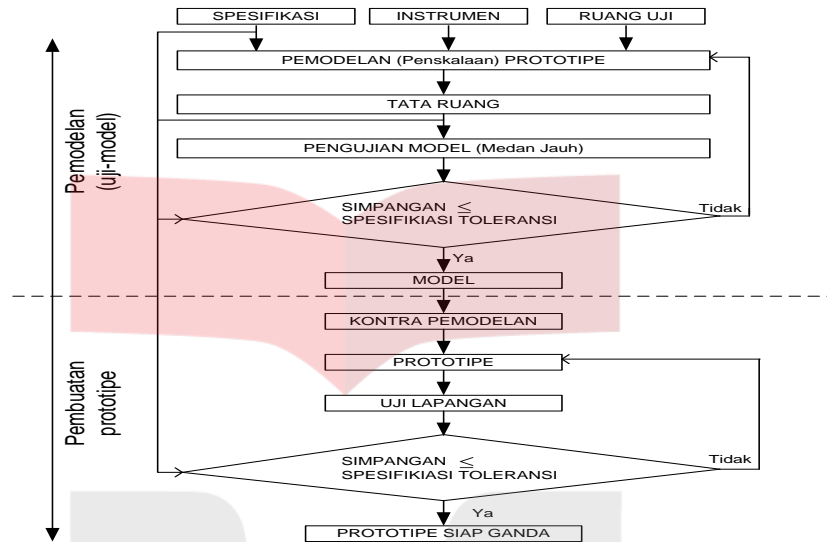 SPESIFIKASI
INSTRUMEN
RUANG UJI
PEMODELAN (Penskalaan) PROTOTIPE
TATA RUANG
PENGUJIAN MODEL (Medan Jauh)
Pemodelan
(uji-model)
SIMPANGAN ≤
SPESIFIKIASI TOLERANSI
Tidak
Ya
MODEL
KONTRA PEMODELAN
PROTOTIPE
UJI LAPANGAN
Pembuatan
prototipe
SIMPANGAN ≤
SPESIFIKIASI TOLERANSI
Tidak
Ya
PROTOTIPE SIAP GANDA